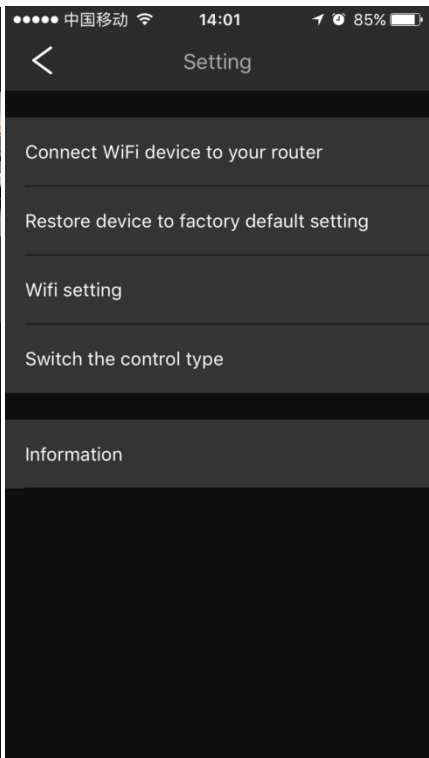 中国移动 14:01 85%
Setting
Connect WiFi device to your router
Restore device to factory default setting
Wifi setting
Switch the control type
Information